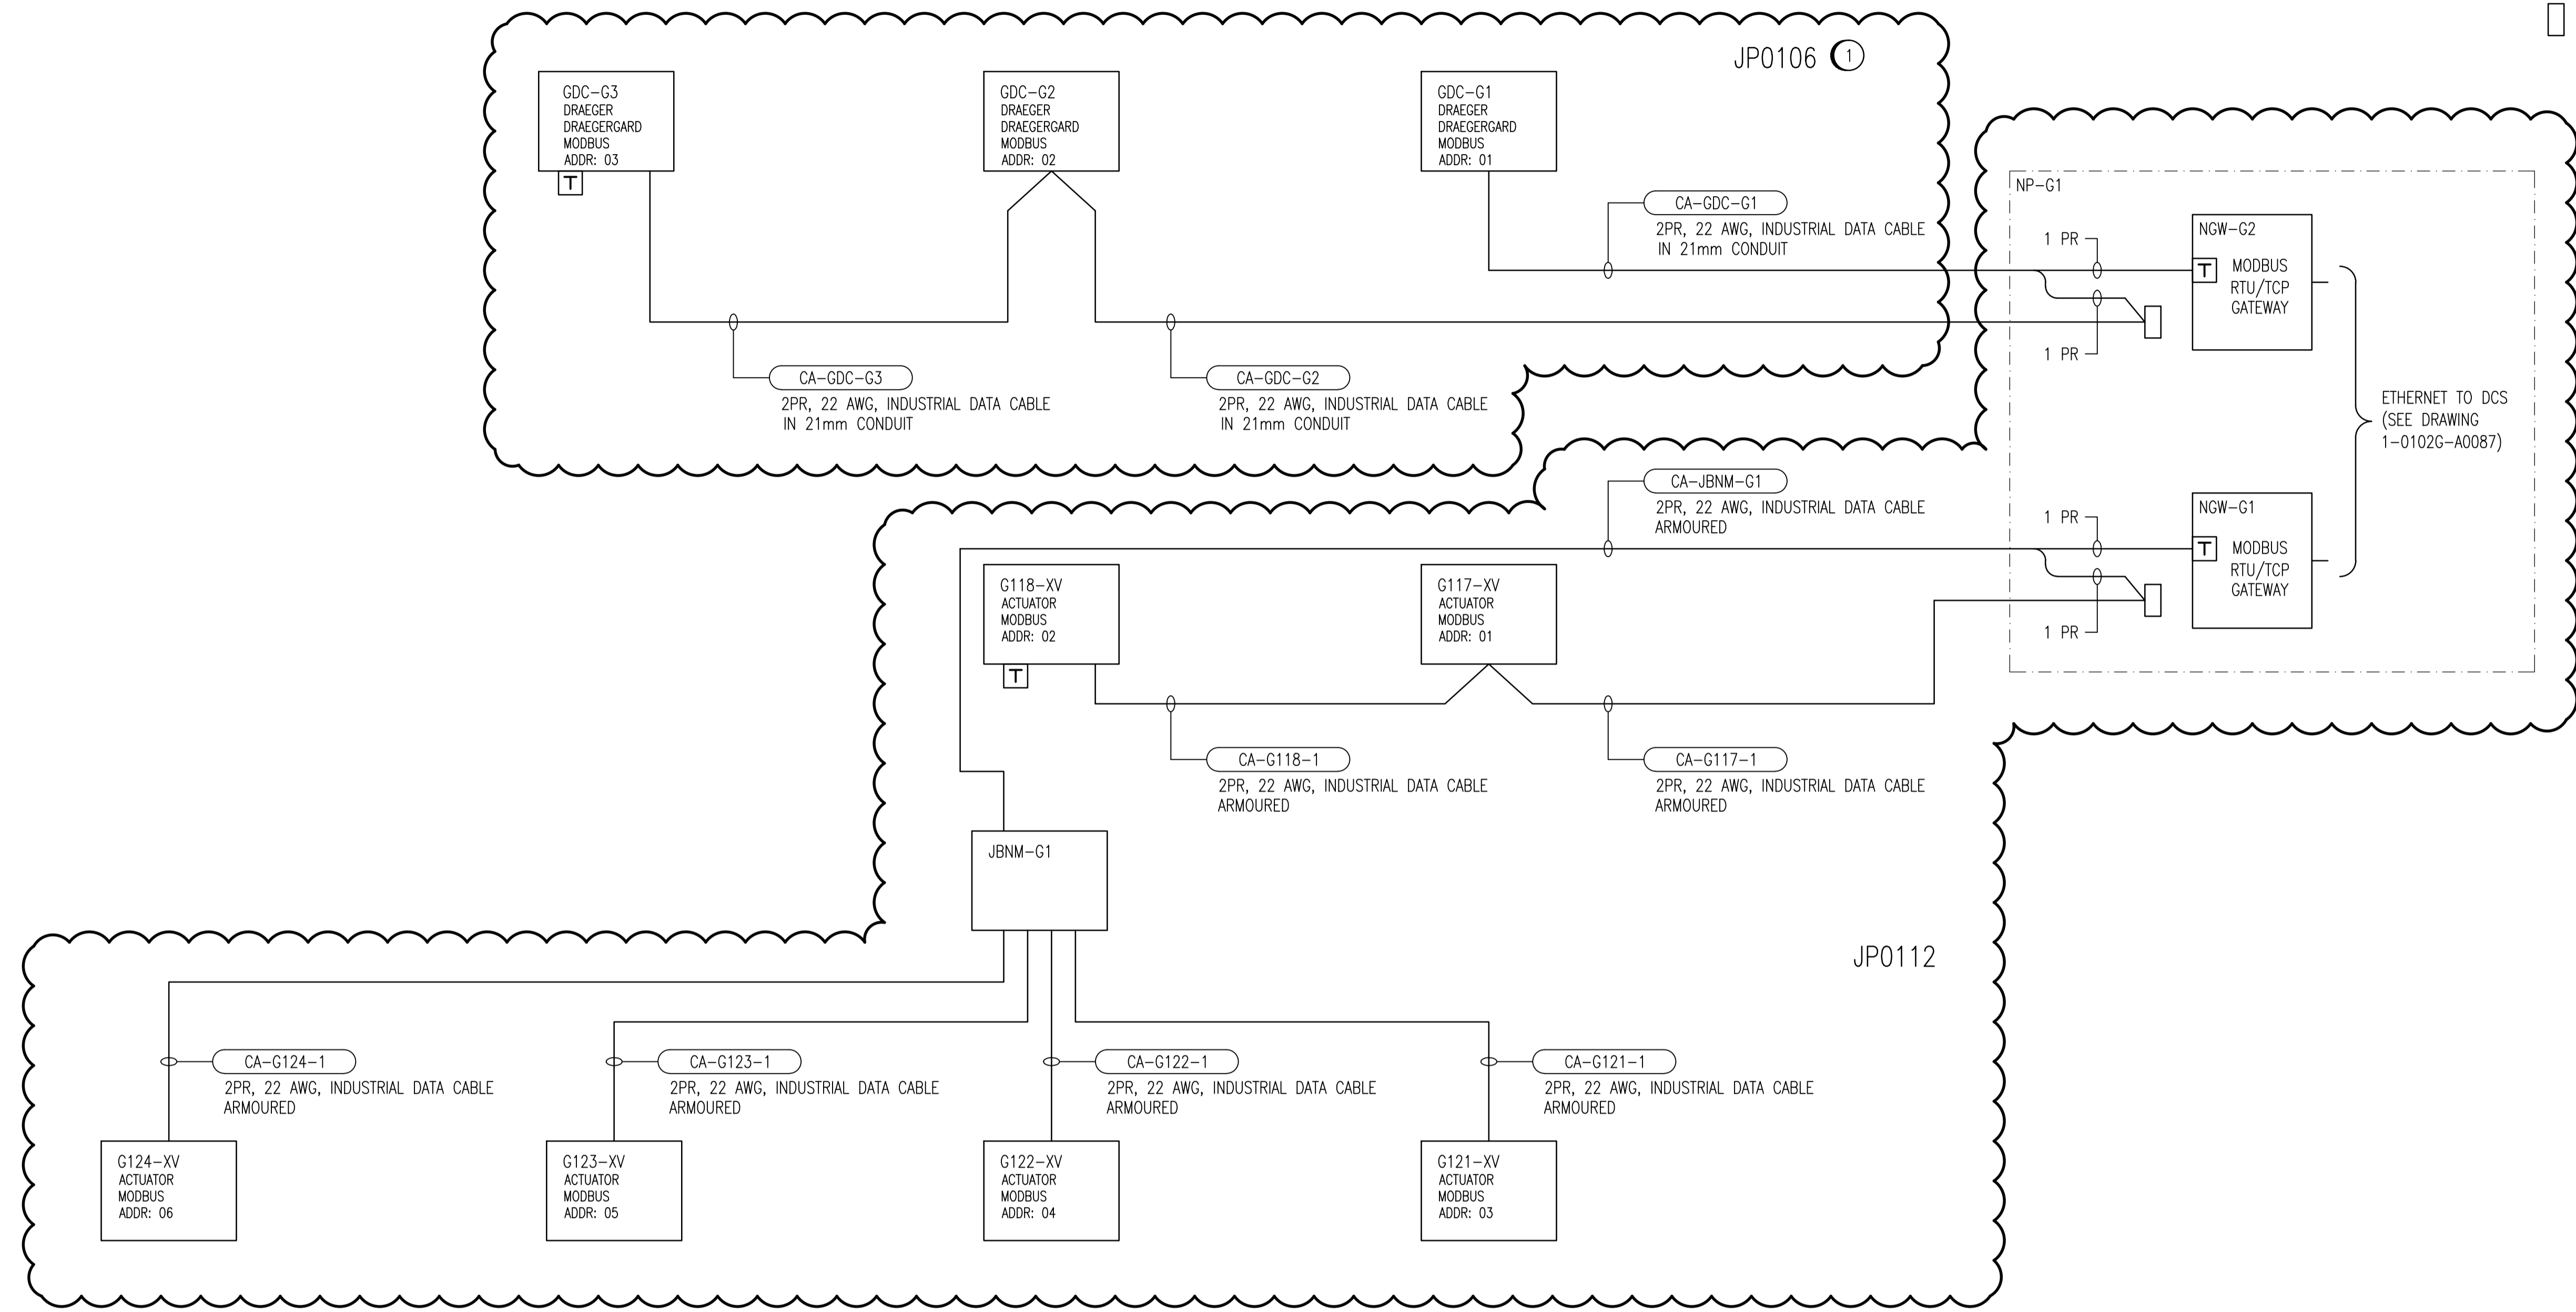 JP0106 1
GDC-G3
DRAEGER
DRAEGERGARD
MODBUS
ADDR: 03
T
GDC-G2
DRAEGER
DRAEGERGARD
MODBUS
ADDR: 02
GDC-G1
DRAEGER
DRAEGERGARD
MODBUS
ADDR: 01
CA-GDC-G1
2PR, 22 AWG, INDUSTRIAL DATA CABLE
IN 21mm CONDUIT
CA-GDC-G3
2PR, 22 AWG, INDUSTRIAL DATA CABLE
IN 21mm CONDUIT
CA-GDC-G2
2PR, 22 AWG, INDUSTRIAL DATA CABLE
IN 21mm CONDUIT
NP-G1
1 PR
1 PR
NGW-G2
T
MODBUS
RTU/TCP
GATEWAY
ETHERNET TO DCS
(SEE DRAWING
1-0102G-A0087)
CA-JBNM-G1
2PR, 22 AWG, INDUSTRIAL DATA CABLE
ARMOURED
1 PR
1 PR
NGW-G1
T
MODBUS
RTU/TCP
GATEWAY
G118-XV
ACTUATOR
MODBUS
ADDR: 02
T
G117-XV
ACTUATOR
MODBUS
ADDR: 01
CA-G118-1
2PR, 22 AWG, INDUSTRIAL DATA CABLE
ARMOURED
CA-G117-1
2PR, 22 AWG, INDUSTRIAL DATA CABLE
ARMOURED
JBNM-G1
JP0112
CA-G124-1
2PR, 22 AWG, INDUSTRIAL DATA CABLE
ARMOURED
CA-G123-1
2PR, 22 AWG, INDUSTRIAL DATA CABLE
ARMOURED
CA-G122-1
2PR, 22 AWG, INDUSTRIAL DATA CABLE
ARMOURED
CA-G121-1
2PR, 22 AWG, INDUSTRIAL DATA CABLE
ARMOURED
G124-XV
ACTUATOR
MODBUS
ADDR: 06
G123-XV
ACTUATOR
MODBUS
ADDR: 05
G122-XV
ACTUATOR
MODBUS
ADDR: 04
G121-XV
ACTUATOR
MODBUS
ADDR: 03